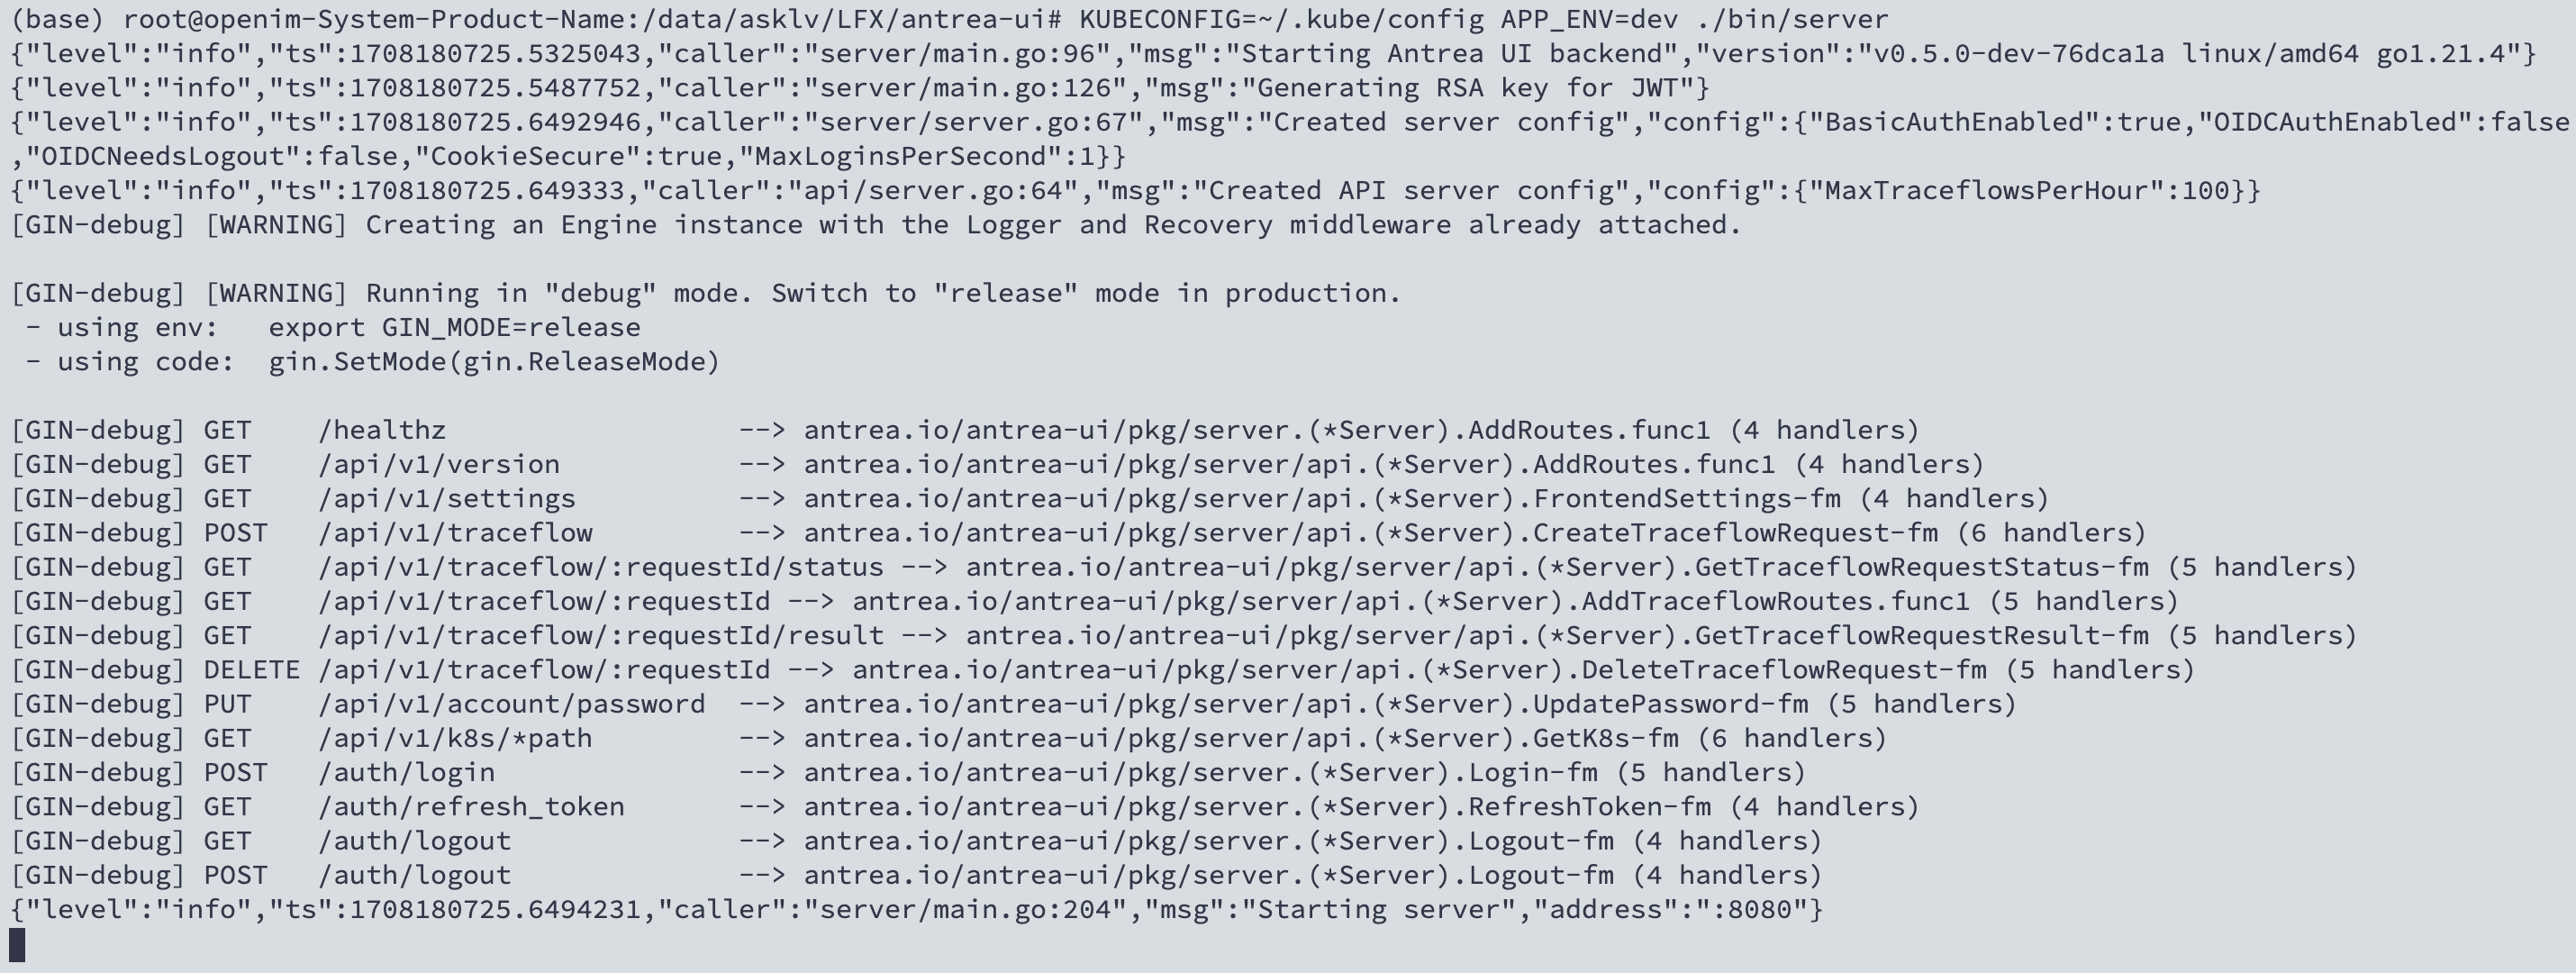 (base) root@openim-System-Product-Name:/data/asklv/LFX/antrea-ui# KUBECONFIG=~/.kube/config APP_ENV=dev ./bin/server
{"level":"info","ts":1708180725.5325043,"caller":"server/main.go:96","msg":"Starting Antrea UI backend","version":"v0.5.0-dev-76dca1a linux/amd64 go1.21.4"}
{"level":"info","ts":1708180725.5487752,"caller":"server/main.go:126","msg":"Generating RSA key for JWT"}
{"level":"info","ts":1708180725.6492946,"caller":"server/server.go:67","msg":"Created server config","config":{"BasicAuthEnabled":true,"OIDCAuthEnabled":false
,"OIDCNeedsLogout":false,"CookieSecure":true,"MaxLoginsPerSecond":1}}
{"level":"info","ts":1708180725.649333,"caller":"api/server.go:64","msg":"Created API server config","config":{"MaxTraceflowsPerHour":100}}
[GIN-debug] [WARNING] Creating an Engine instance with the Logger and Recovery middleware already attached.

[GIN-debug] [WARNING] Running in "debug" mode. Switch to "release" mode in production.
 - using env:   export GIN_MODE=release
 - using code:  gin.SetMode(gin.ReleaseMode)

[GIN-debug] GET    /healthz                  --> antrea.io/antrea-ui/pkg/server.(*Server).AddRoutes.func1 (4 handlers)
[GIN-debug] GET    /api/v1/version           --> antrea.io/antrea-ui/pkg/server/api.(*Server).AddRoutes.func1 (4 handlers)
[GIN-debug] GET    /api/v1/settings          --> antrea.io/antrea-ui/pkg/server/api.(*Server).FrontendSettings-fm (4 handlers)
[GIN-debug] POST   /api/v1/traceflow         --> antrea.io/antrea-ui/pkg/server/api.(*Server).CreateTraceflowRequest-fm (6 handlers)
[GIN-debug] GET    /api/v1/traceflow/:requestId/status --> antrea.io/antrea-ui/pkg/server/api.(*Server).GetTraceflowRequestStatus-fm (5 handlers)
[GIN-debug] GET    /api/v1/traceflow/:requestId --> antrea.io/antrea-ui/pkg/server/api.(*Server).AddTraceflowRoutes.func1 (5 handlers)
[GIN-debug] GET    /api/v1/traceflow/:requestId/result --> antrea.io/antrea-ui/pkg/server/api.(*Server).GetTraceflowRequestResult-fm (5 handlers)
[GIN-debug] DELETE /api/v1/traceflow/:requestId --> antrea.io/antrea-ui/pkg/server/api.(*Server).DeleteTraceflowRequest-fm (5 handlers)
[GIN-debug] PUT    /api/v1/account/password  --> antrea.io/antrea-ui/pkg/server/api.(*Server).UpdatePassword-fm (5 handlers)
[GIN-debug] GET    /api/v1/k8s/*path         --> antrea.io/antrea-ui/pkg/server/api.(*Server).GetK8s-fm (6 handlers)
[GIN-debug] POST   /auth/login               --> antrea.io/antrea-ui/pkg/server.(*Server).Login-fm (5 handlers)
[GIN-debug] GET    /auth/refresh_token       --> antrea.io/antrea-ui/pkg/server.(*Server).RefreshToken-fm (4 handlers)
[GIN-debug] GET    /auth/logout              --> antrea.io/antrea-ui/pkg/server.(*Server).Logout-fm (4 handlers)
[GIN-debug] POST   /auth/logout              --> antrea.io/antrea-ui/pkg/server.(*Server).Logout-fm (4 handlers)
{"level":"info","ts":1708180725.6494231,"caller":"server/main.go:204","msg":"Starting server","address":":8080"}